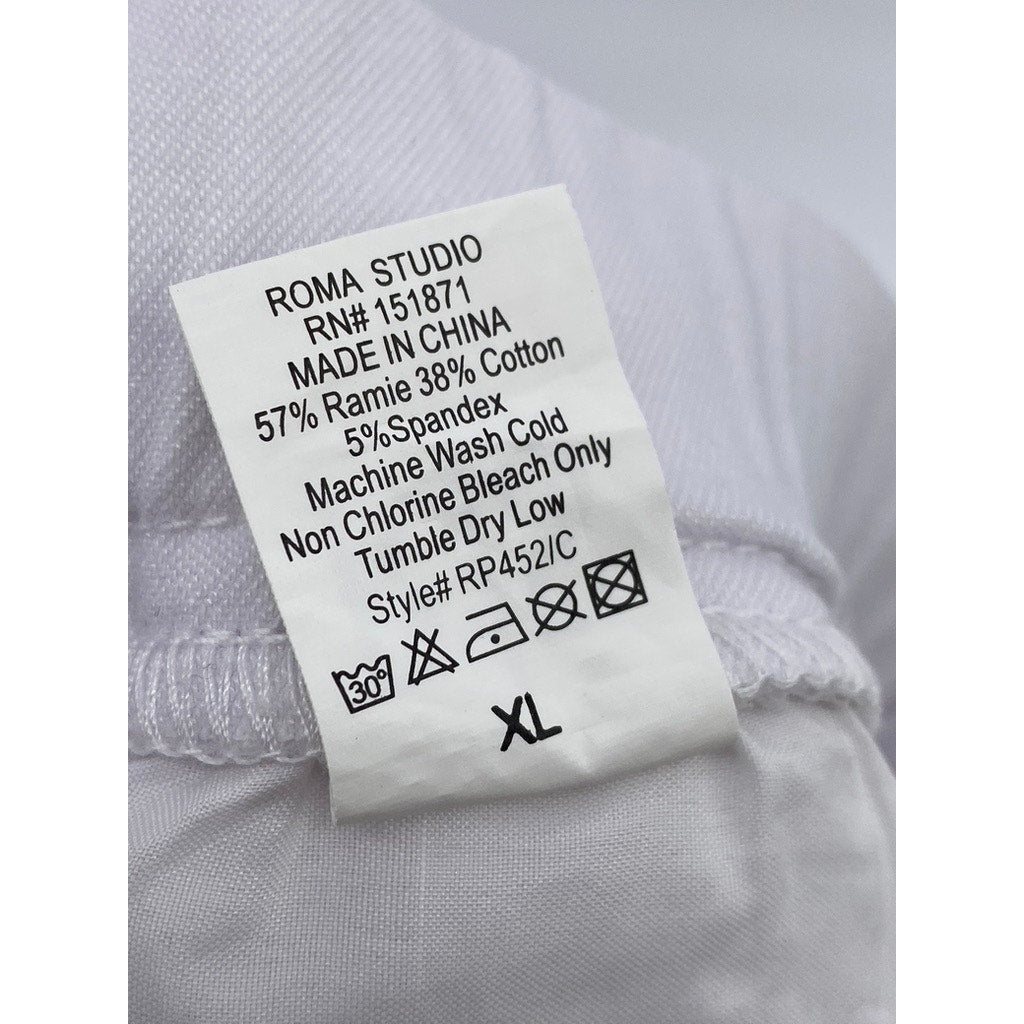 ROMA STUDIO
RN# 151871
MADE IN CHINA
57% Ramie 38% Cotton
5%Spandex
Machine Wash Cold
Non Chlorine Bleach Only
Tumble Dry Low
Style# RP452/C
30°
XL